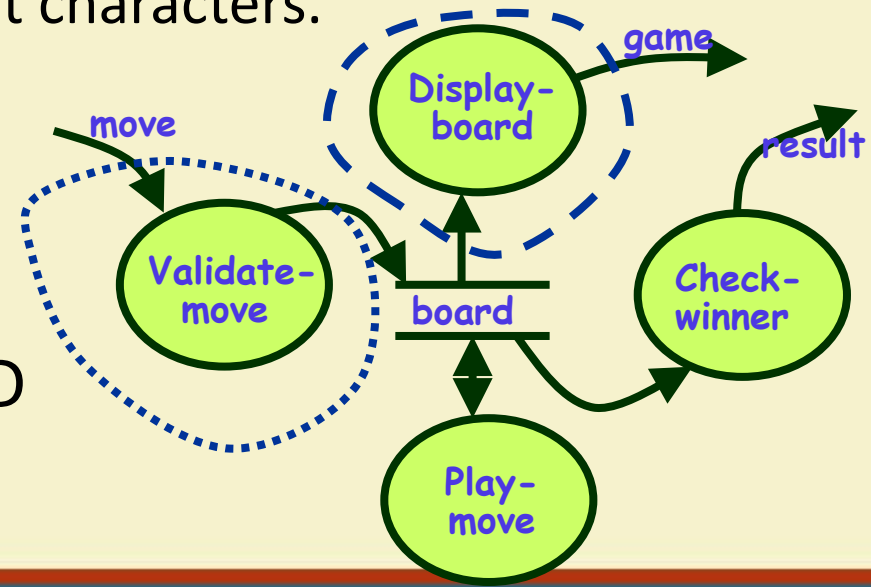 t characters.
game
Display-
board
move
result
Validate-
move
Check-
winner
board
D
Play-
move